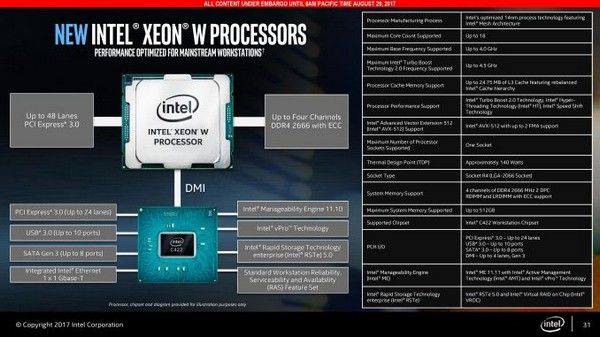 ALL CONTENT UNDER EMBARGO UNTIL 8AM PACIFIC TIME AUGUST 29, 2017
NEW INTEL® XEON® W PROCESSORS
PERFORMANCE OPTIMIZED FOR MAINSTREAM WORKSTATIONS†
Up to 48 Lanes
PCI Express® 3.0
intel
INTEL® XEON® W
PROCESSOR
Up to Four Channels
DDR4 2666 with ECC
DMI
PCI Express® 3.0 (Up to 24 lanes)
USB® 3.0 (Up to 10 ports)
SATA Gen 3 (Up to 8 ports)
Integrated Intel® Ethernet
1 x 1 Gbase-T
C422
Intel® Manageability Engine 11.10
Intel® vPro™ Technology
Intel® Rapid Storage Technology
enterprise (Intel® RSTe) 5.0
Standard Workstation Reliability,
Serviceability and Availability
(RAS) Feature Set
Processor, chipset and diagram provided for illustration purposes only.
Processor Manufacturing Process
Intel's optimized 14nm process technology featuring
Intel® Mesh Architecture
Maximum Core Count Supported
Up to 18
Maximum Base Frequency Supported
Up to 4.0 GHz
Maximum Intel® Turbo Boost
Technology 2.0 Frequency Supported
Up to 4.5 GHz
Processor Cache Memory Support
Up to 24.75 MB of L3 Cache featuring rebalanced
Intel® Cache hierarchy
Processor Performance Support
Intel® Turbo Boost 2.0 Technology, Intel® Hyper-
Threading Technology (Intel® HT), Intel® Speed Shift
Technology
Intel® Advanced Vector Extension 512
(Intel® AVX-512) Support
Intel® AVX-512 with up to 2 FMA support
Maximum Number of Processor
Sockets Supported
One Socket
Thermal Design Point (TDP)
Approximately 140 Watts
Socket Type
Socket R4 (LGA-2066 Socket)
System Memory Support
4 channels of DDR4 2666 MHz 2 DPC
RDIMM and LRDIMM with ECC support
Maximum System Memory Supported
Up to 512GB
Supported Chipset
Intel® C422 Workstation Chipset
PCH I/O
PCI Express® 3.0 – Up to 24 lanes
USB® 3.0 – Up to 10 ports
SATA® 3.0 – Up to 8 ports
DMI – Up to 4 lanes, Gen 3
Intel® Manageability Engine
(Intel® ME)
Intel® ME 11.11 with Intel® Active Management
Technology (Intel® AMT) and Intel® vPro™ Technology
Intel® Rapid Storage Technology
enterprise (Intel® RSTe)
Intel® RSTe 5.0 and Intel® Virtual RAID on Chip (Intel®
VROC)
© Copyright 2017 Intel Corporation
intel
31